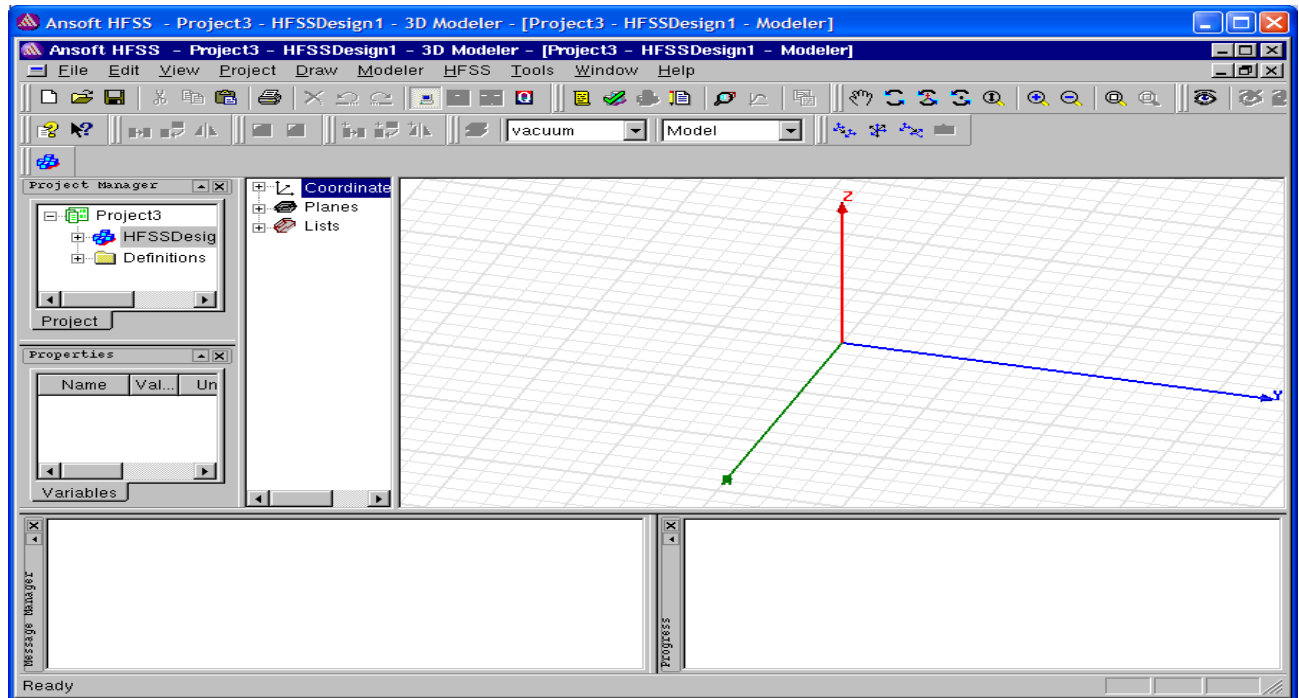 Ansoft HFSS - Project3 - HFSSDesign1 - 3D Modeler - [Project3 - HFSSDesign1 - Modeler]
Ansoft HFSS - Project3 - HFSSDesign1 - 3D Modeler - [Project3 - HFSSDesign1 - Modeler]
File Edit View Project Draw Modeler HFSS Tools Window Help
vacuum Model
Project Manager
Project3
HFSSDesig
Definitions
Project
Properties
Name Val... Un
Variables
Coordinate
Planes
Lists
Z
Y
Message Manager
Progress
Ready